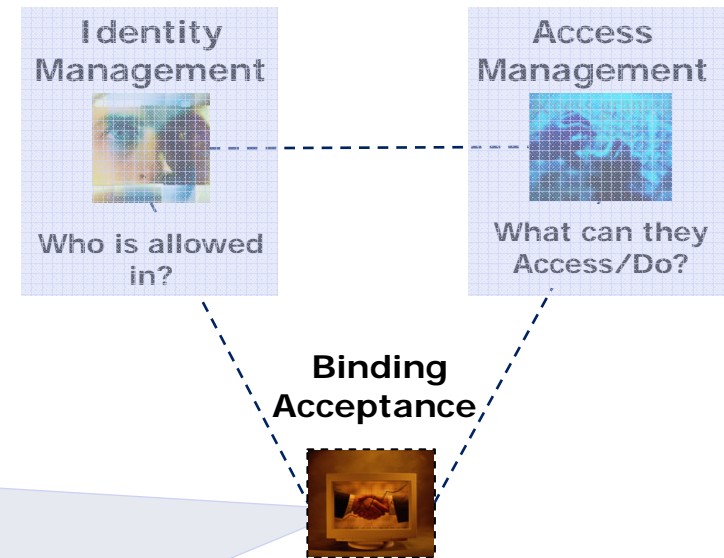 Identity
Management
Who is allowed
in?
Access
Management
What can they
Access/Do?
Binding
Acceptance